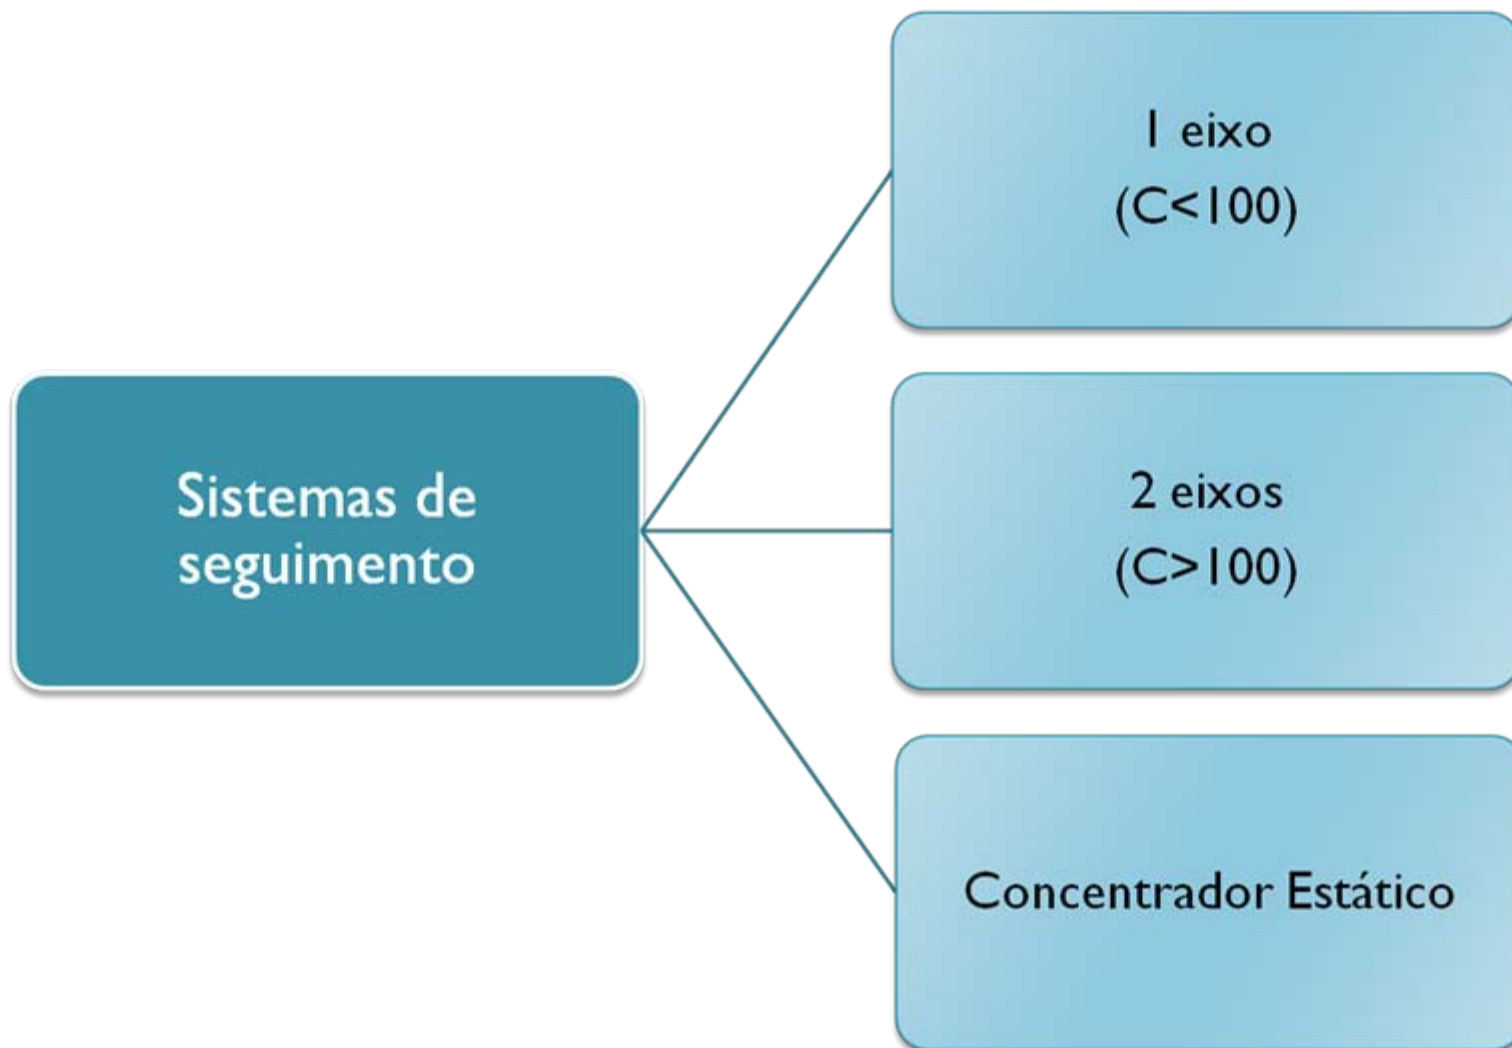 Sistemas de
seguimento
1 eixo
(C<100)
2 eixos
(C>100)
Concentrador Estático